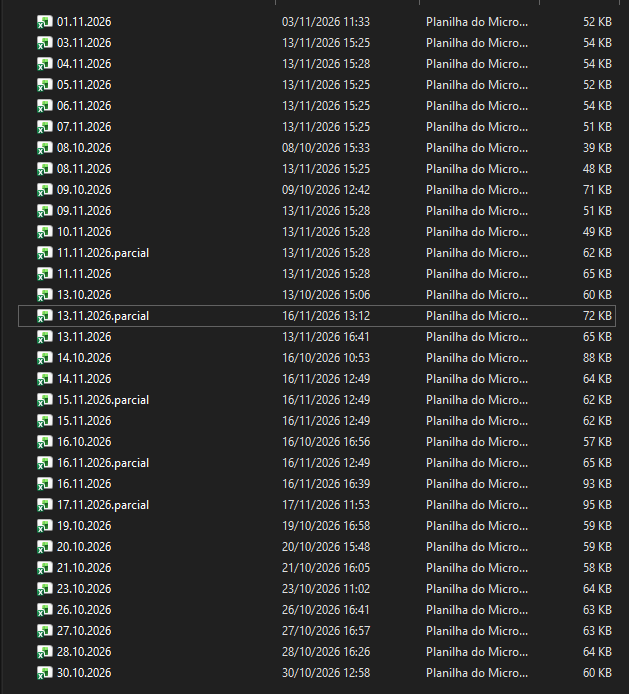 01.11.2026 03/11/2026 11:33 Planilha do Micro... 52 KB
03.11.2026 13/11/2026 15:25 Planilha do Micro... 54 KB
04.11.2026 13/11/2026 15:28 Planilha do Micro... 54 KB
05.11.2026 13/11/2026 15:25 Planilha do Micro... 52 KB
06.11.2026 13/11/2026 15:25 Planilha do Micro... 54 KB
07.11.2026 13/11/2026 15:25 Planilha do Micro... 51 KB
08.10.2026 08/10/2026 15:33 Planilha do Micro... 39 KB
08.11.2026 13/11/2026 15:25 Planilha do Micro... 48 KB
09.10.2026 09/10/2026 12:42 Planilha do Micro... 71 KB
09.11.2026 13/11/2026 15:28 Planilha do Micro... 51 KB
10.11.2026 13/11/2026 15:28 Planilha do Micro... 49 KB
11.11.2026.parcial 13/11/2026 15:28 Planilha do Micro... 62 KB
11.11.2026 13/11/2026 15:28 Planilha do Micro... 65 KB
13.10.2026 13/10/2026 15:06 Planilha do Micro... 60 KB
13.11.2026.parcial 16/11/2026 13:12 Planilha do Micro... 72 KB
13.11.2026 13/11/2026 16:41 Planilha do Micro... 65 KB
14.10.2026 16/10/2026 10:53 Planilha do Micro... 88 KB
14.11.2026 16/11/2026 12:49 Planilha do Micro... 64 KB
15.11.2026.parcial 16/11/2026 12:49 Planilha do Micro... 62 KB
15.11.2026 16/11/2026 12:49 Planilha do Micro... 62 KB
16.10.2026 16/10/2026 16:56 Planilha do Micro... 57 KB
16.11.2026.parcial 16/11/2026 12:49 Planilha do Micro... 65 KB
16.11.2026 16/11/2026 16:39 Planilha do Micro... 93 KB
17.11.2026.parcial 17/11/2026 11:53 Planilha do Micro... 95 KB
19.10.2026 19/10/2026 16:58 Planilha do Micro... 59 KB
20.10.2026 20/10/2026 15:48 Planilha do Micro... 59 KB
21.10.2026 21/10/2026 16:05 Planilha do Micro... 58 KB
23.10.2026 23/10/2026 11:02 Planilha do Micro... 64 KB
26.10.2026 26/10/2026 16:41 Planilha do Micro... 63 KB
27.10.2026 27/10/2026 16:57 Planilha do Micro... 63 KB
28.10.2026 28/10/2026 16:26 Planilha do Micro... 64 KB
30.10.2026 30/10/2026 12:58 Planilha do Micro... 60 KB